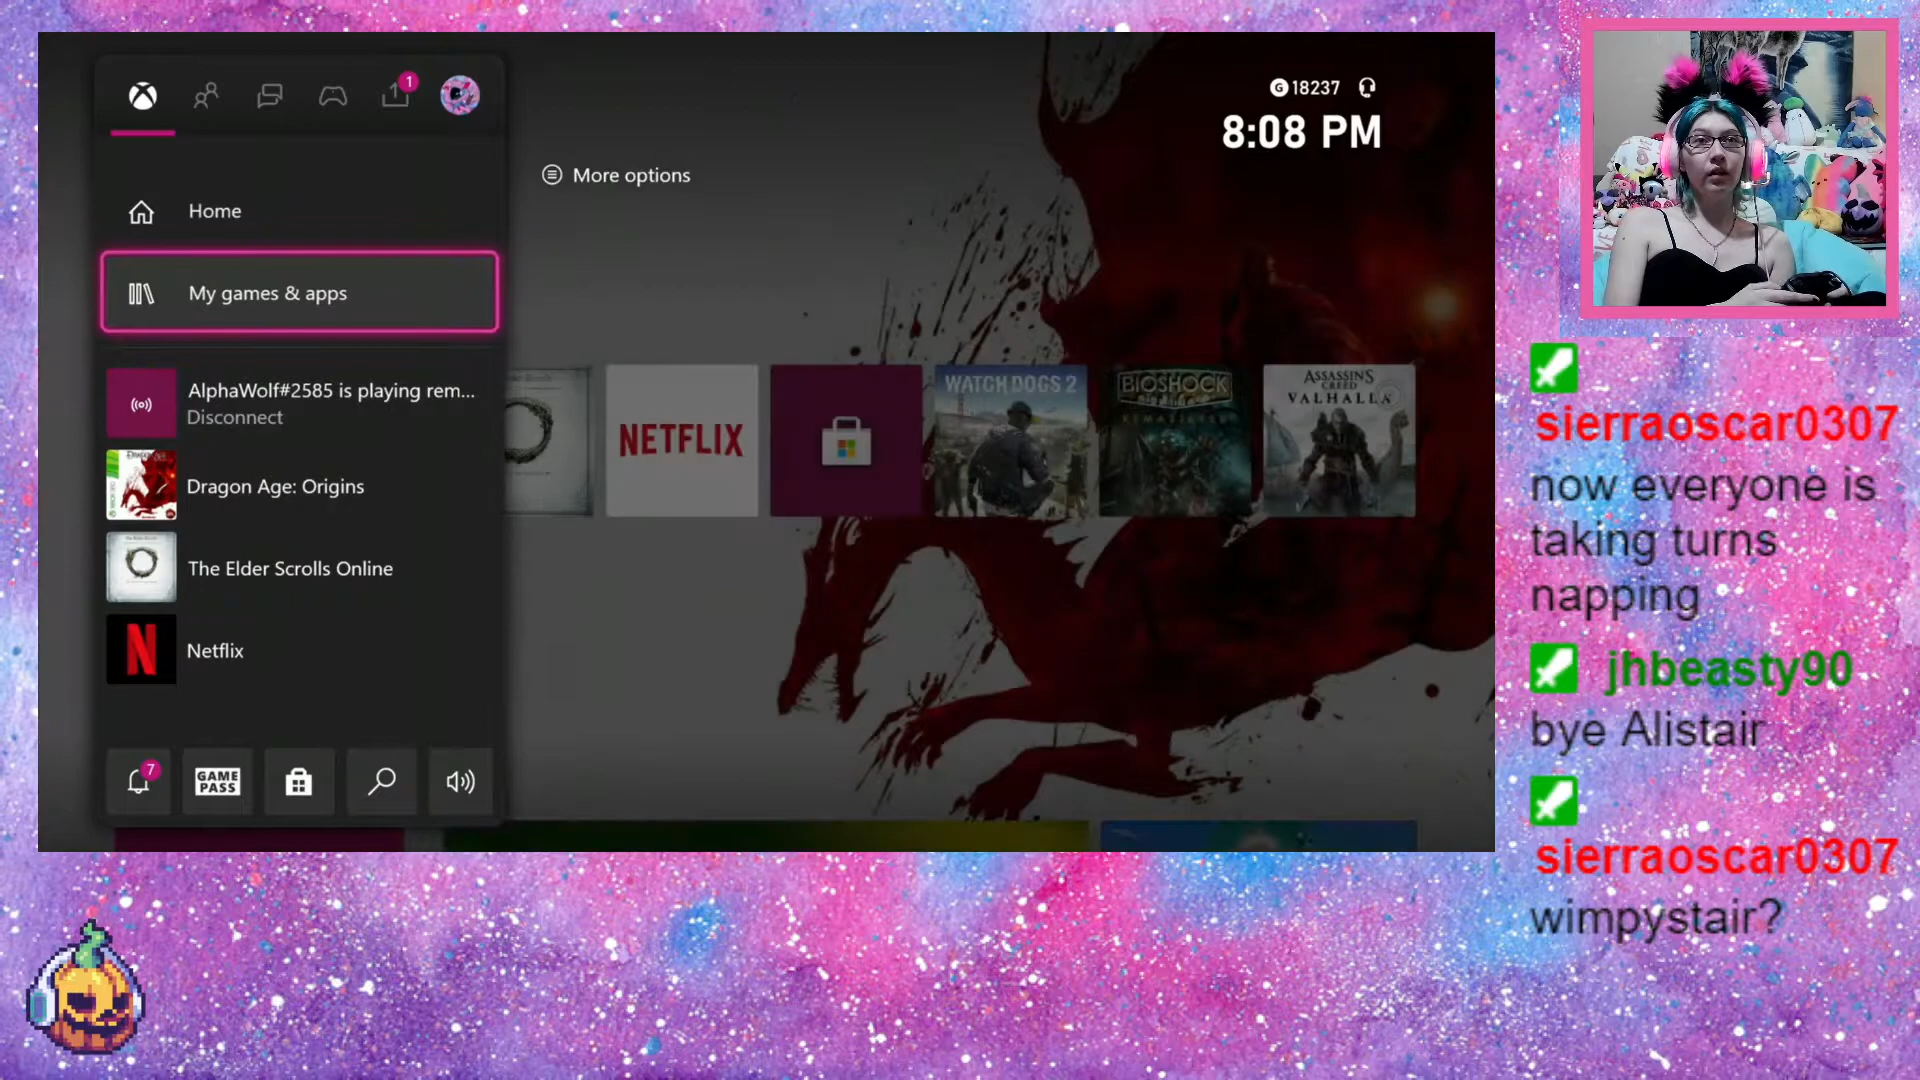 1
G 18237
8:08 PM
More options
Home
My games & apps
AlphaWolf#2585 is playing rem...
Disconnect
Dragon Age: Origins
The Elder Scrolls Online
N
Netflix
7
GAME
PASS
NETFLIX
WATCH DOGS 2
BIOSHOCK
REMASTERED
ASSASSIN'S
CREED
VALHALLA
sierraoscar0307
now everyone is
taking turns
napping
jhbeasty90
bye Alistair
sierraoscar0307
wimpystair?